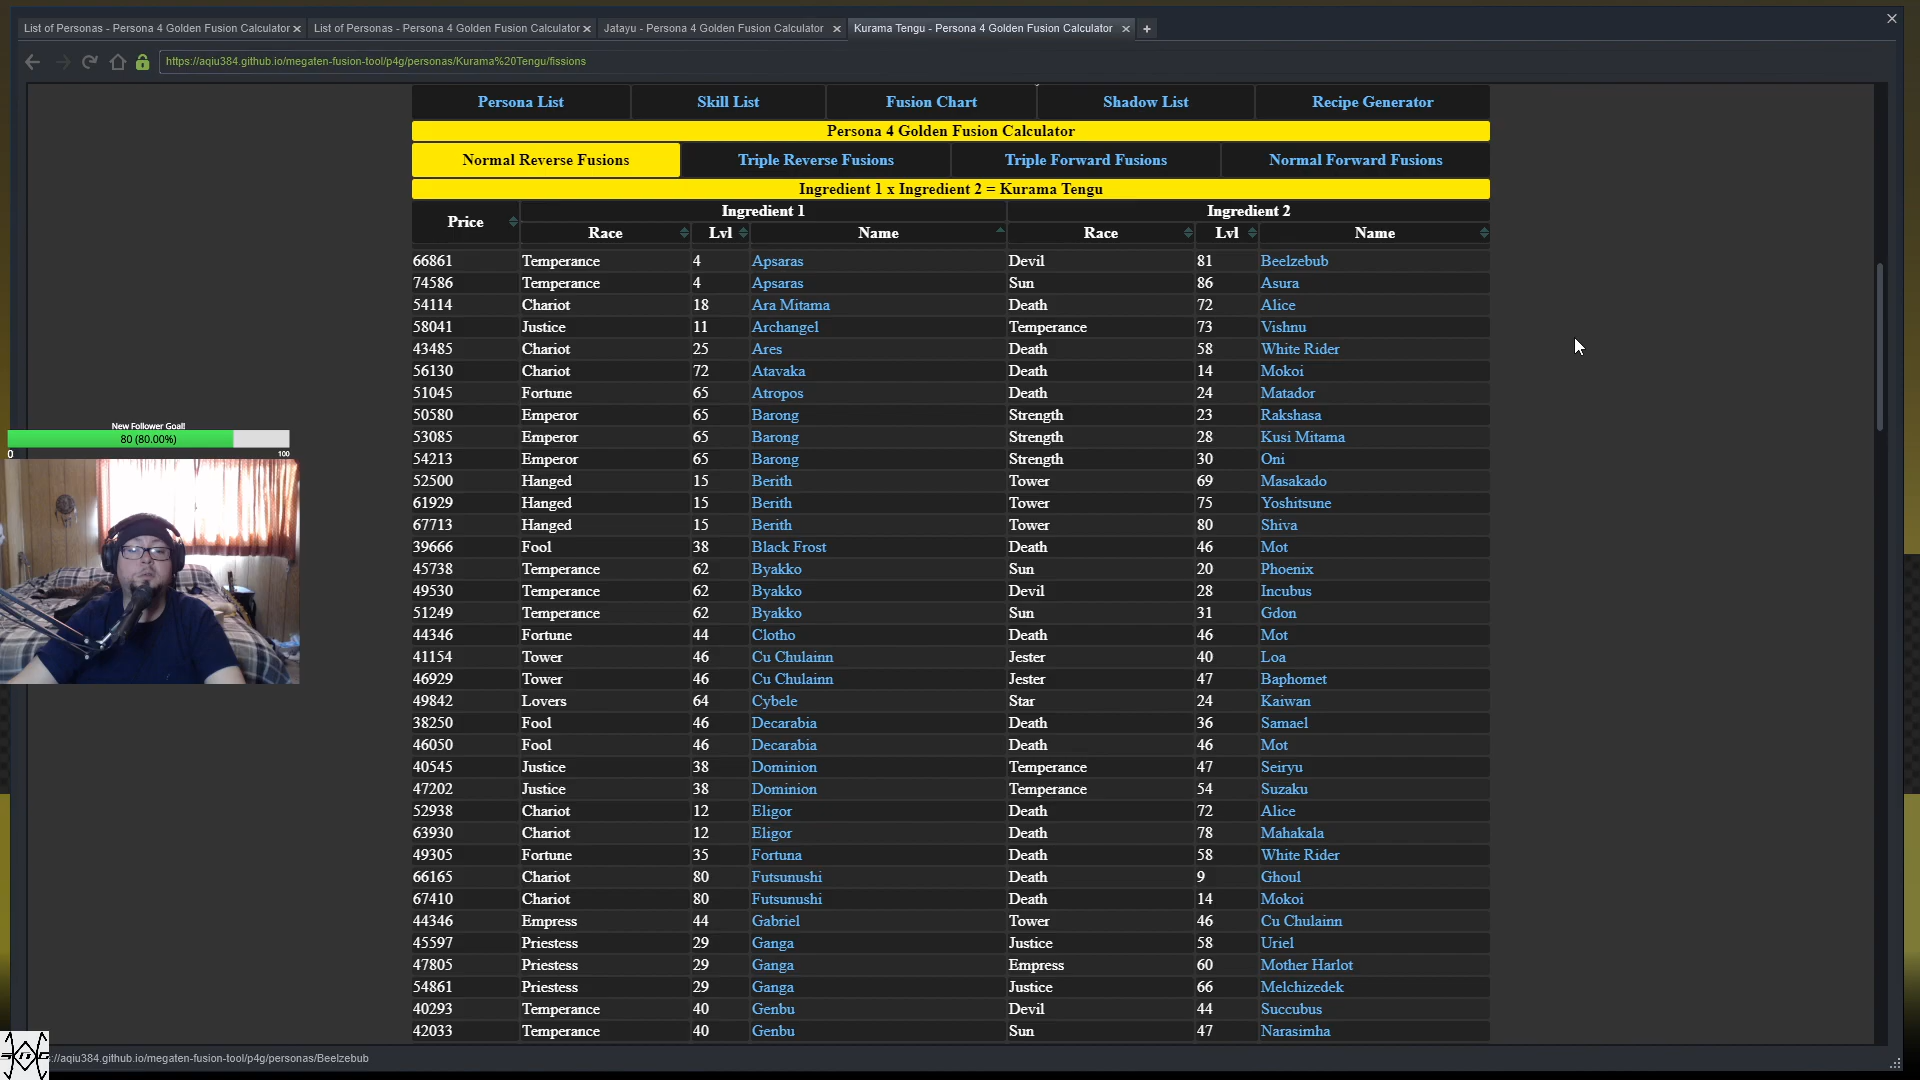 List of Personas - Persona 4 Golden Fusion Calculator
List of Personas - Persona 4 Golden Fusion Calculator
Jatayu - Persona 4 Golden Fusion Calculator
Kurama Tengu - Persona 4 Golden Fusion Calculator
https://aqiu384.github.io/megaten-fusion-tool/p4g/personas/Kurama%20Tengu/fissions
Persona List Skill List Fusion Chart Shadow List Recipe Generator
Persona 4 Golden Fusion Calculator
Normal Reverse Fusions Triple Reverse Fusions Triple Forward Fusions Normal Forward Fusions
Ingredient 1 x Ingredient 2 = Kurama Tengu
Price Ingredient 1 Ingredient 2
Race Lvl Name Race Lvl Name
66861 Temperance 4 Apsaras Devil 81 Beelzebub
74586 Temperance 4 Apsaras Sun 86 Asura
54114 Chariot 18 Ara Mitama Death 72 Alice
58041 Justice 11 Archangel Temperance 73 Vishnu
43485 Chariot 25 Ares Death 58 White Rider
56130 Chariot 72 Atavaka Death 14 Mokoi
51045 Fortune 65 Atropos Death 24 Matador
50580 Emperor 65 Barong Strength 23 Rakshasa
53085 Emperor 65 Barong Strength 28 Kusi Mitama
54213 Emperor 65 Barong Strength 30 Oni
52500 Hanged 15 Berith Tower 69 Masakado
61929 Hanged 15 Berith Tower 75 Yoshitsune
67713 Hanged 15 Berith Tower 80 Shiva
39666 Fool 38 Black Frost Death 46 Mot
45738 Temperance 62 Byakko Sun 20 Phoenix
49530 Temperance 62 Byakko Devil 28 Incubus
51249 Temperance 62 Byakko Sun 31 Gdon
44346 Fortune 44 Clotho Death 46 Mot
41154 Tower 46 Cu Chulainn Jester 40 Loa
46929 Tower 46 Cu Chulainn Jester 47 Baphomet
49842 Lovers 64 Cybele Star 24 Kaiwan
38250 Fool 46 Decarabia Death 36 Samael
46050 Fool 46 Decarabia Death 46 Mot
40545 Justice 38 Dominion Temperance 47 Seiryu
47202 Justice 38 Dominion Temperance 54 Suzaku
52938 Chariot 12 Eligor Death 72 Alice
63930 Chariot 12 Eligor Death 78 Mahakala
49305 Fortune 35 Fortuna Death 58 White Rider
66165 Chariot 80 Futsunushi Death 9 Ghoul
67410 Chariot 80 Futsunushi Death 14 Mokoi
44346 Empress 44 Gabriel Tower 46 Cu Chulainn
45597 Priestess 29 Ganga Justice 58 Uriel
47805 Priestess 29 Ganga Empress 60 Mother Harlot
54861 Priestess 29 Ganga Justice 66 Melchizedek
40293 Temperance 40 Genbu Devil 44 Succubus
42033 Temperance 40 Genbu Sun 47 Narasimha
New Follower Goal!
80 (80.00%)
0 100
://aqiu384.github.io/megaten-fusion-tool/p4g/personas/Beelzebub